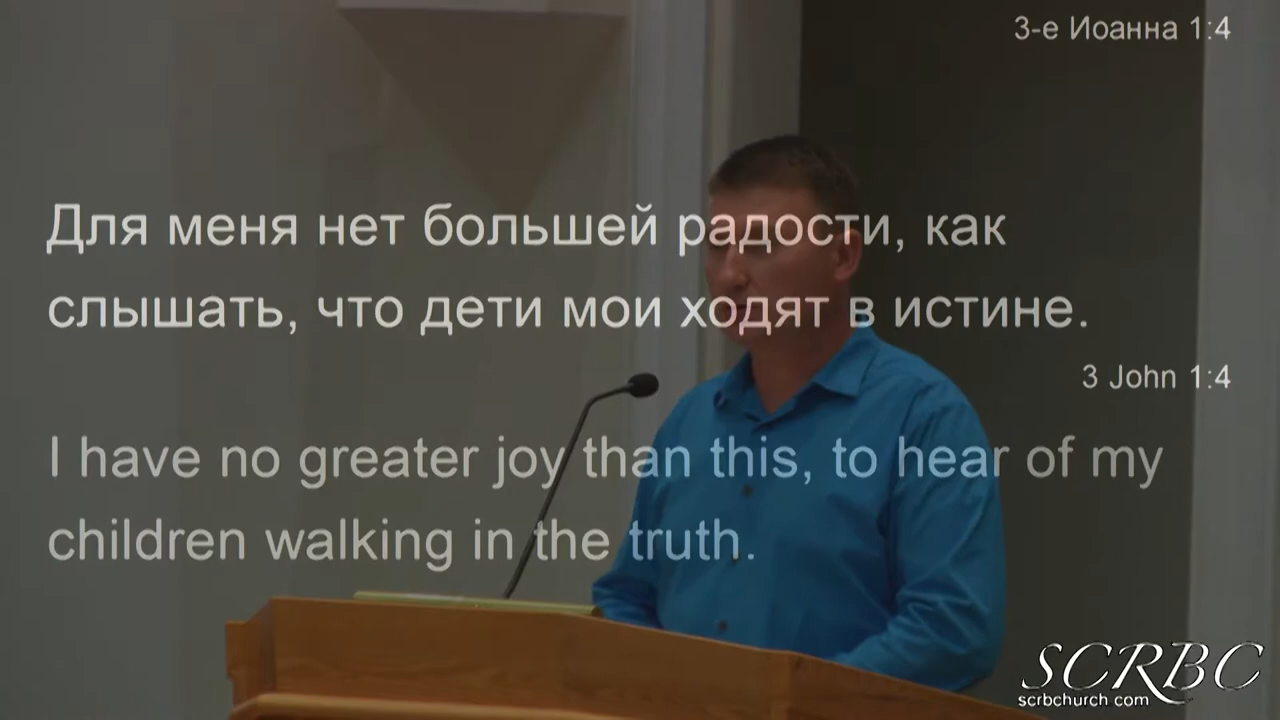 3-е Иоанна 1:4
Для меня нет большей радости, как
слышать, что дети мои ходят в истине.
3 John 1:4
I have no greater joy than this, to hear of my
children walking in the truth.
SCRBC
scrbchurch com